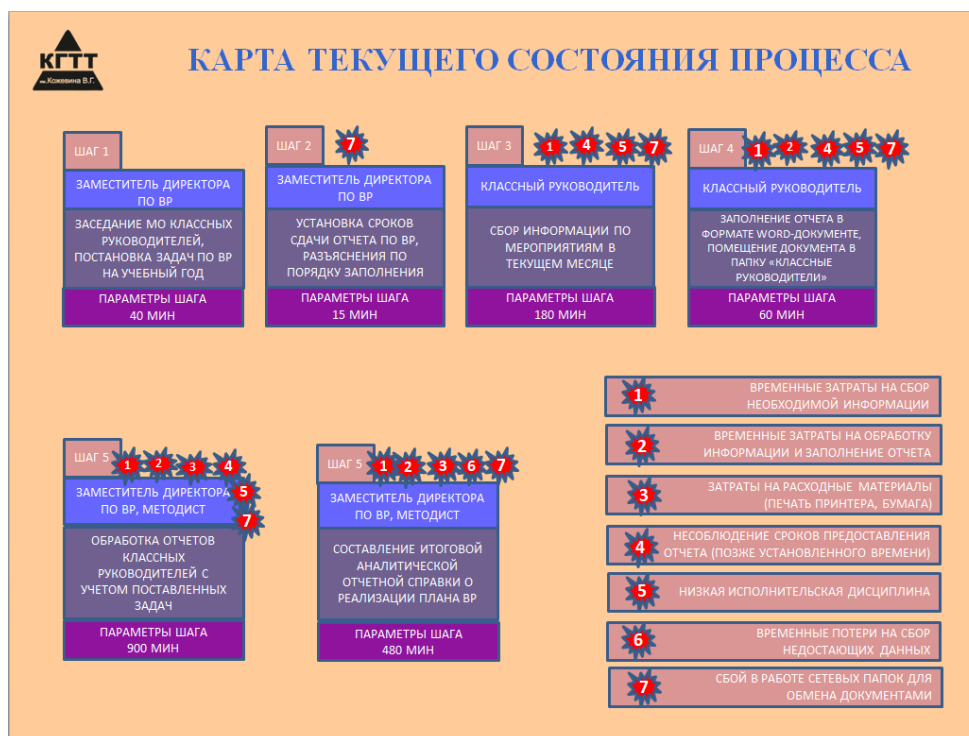 КГТТ
им.Кожевина В.Г.
КАРТА ТЕКУЩЕГО СОСТОЯНИЯ ПРОЦЕССА
ШАГ 1
ЗАМЕСТИТЕЛЬ ДИРЕКТОРА
ПО ВР
ЗАСЕДАНИЕ МО КЛАССНЫХ
РУКОВОДИТЕЛЕЙ,
ПОСТАНОВКА ЗАДАЧ ПО ВР
НА УЧЕБНЫЙ ГОД
ПАРАМЕТРЫ ШАГА
40 МИН
ШАГ 2
7
ЗАМЕСТИТЕЛЬ ДИРЕКТОРА
ПО ВР
УСТАНОВКА СРОКОВ
СДАЧИ ОТЧЕТА ПО ВР,
РАЗЪЯСНЕНИЯ ПО
ПОРЯДКУ ЗАПОЛНЕНИЯ
ПАРАМЕТРЫ ШАГА
15 МИН
ШАГ 3
1 4 5 7
КЛАССНЫЙ РУКОВОДИТЕЛЬ
СБОР ИНФОРМАЦИИ ПО
МЕРОПРИЯТИЯМ В
ТЕКУЩЕМ МЕСЯЦЕ
ПАРАМЕТРЫ ШАГА
180 МИН
ШАГ 4
1 2 4 5 7
КЛАССНЫЙ РУКОВОДИТЕЛЬ
ЗАПОЛНЕНИЕ ОТЧЕТА В
ФОРМАТЕ WORD-ДОКУМЕНТЕ,
ПОМЕЩЕНИЕ ДОКУМЕНТА В
ПАПКУ «КЛАССНЫЕ
РУКОВОДИТЕЛИ»
ПАРАМЕТРЫ ШАГА
60 МИН
ШАГ 5
1 2 3 4
5
7
ЗАМЕСТИТЕЛЬ ДИРЕКТОРА
ПО ВР, МЕТОДИСТ
ОБРАБОТКА ОТЧЕТОВ
КЛАССНЫХ
РУКОВОДИТЕЛЕЙ С
УЧЕТОМ ПОСТАВЛЕННЫХ
ЗАДАЧ
ПАРАМЕТРЫ ШАГА
900 МИН
ШАГ 5
1 2 3 6 7
ЗАМЕСТИТЕЛЬ ДИРЕКТОРА
ПО ВР, МЕТОДИСТ
СОСТАВЛЕНИЕ ИТОГОВОЙ
АНАЛИТИЧЕСКОЙ
ОТЧЕТНОЙ СПРАВКИ О
РЕАЛИЗАЦИИ ПЛАНА ВР
ПАРАМЕТРЫ ШАГА
480 МИН
1
ВРЕМЕННЫЕ ЗАТРАТЫ НА СБОР
НЕОБХОДИМОЙ ИНФОРМАЦИИ
2
ВРЕМЕННЫЕ ЗАТРАТЫ НА ОБРАБОТКУ
ИНФОРМАЦИИ И ЗАПОЛНЕНИЕ ОТЧЕТА
3
ЗАТРАТЫ НА РАСХОДНЫЕ МАТЕРИАЛЫ
(ПЕЧАТЬ ПРИНТЕРА, БУМАГА)
4
НЕСОБЛЮДЕНИЕ СРОКОВ ПРЕДОСТАВЛЕНИЯ
ОТЧЕТА (ПОЗЖЕ УСТАНОВЛЕННОГО ВРЕМЕНИ)
5
НИЗКАЯ ИСПОЛНИТЕЛЬСКАЯ ДИСЦИПЛИНА
6
ВРЕМЕННЫЕ ПОТЕРИ НА СБОР
НЕДОСТАЮЩИХ ДАННЫХ
7
СБОЙ В РАБОТЕ СЕТЕВЫХ ПАПОК ДЛЯ
ОБМЕНА ДОКУМЕНТАМИ